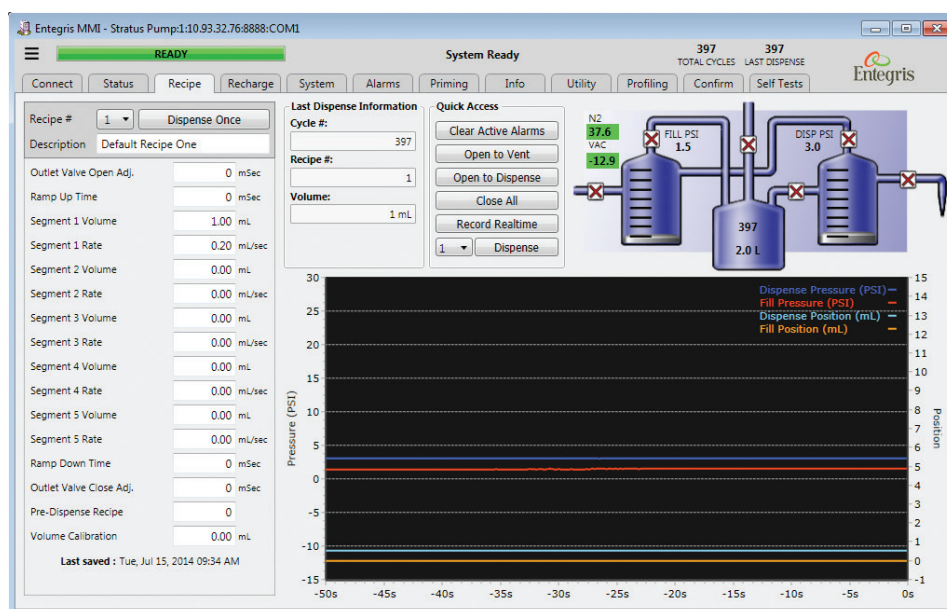 Entegris MMI - Stratus Pump:1:10.93.32.76:8888:COM1
READY
System Ready
397 397
TOTAL CYCLES LAST DISPENSE
Entegris
Connect Status Recipe Recharge System Alarms Priming Info Utility Profiling Confirm Self Tests
Recipe # 1 Dispense Once
Description Default Recipe One
Outlet Valve Open Adj. 0 mSec
Ramp Up Time 0 mSec
Segment 1 Volume 1.00 mL
Segment 1 Rate 0.20 mL/sec
Segment 2 Volume 0.00 mL
Segment 2 Rate 0.00 mL/sec
Segment 3 Volume 0.00 mL
Segment 3 Rate 0.00 mL/sec
Segment 4 Volume 0.00 mL
Segment 4 Rate 0.00 mL/sec
Segment 5 Volume 0.00 mL
Segment 5 Rate 0.00 mL/sec
Ramp Down Time 0 mSec
Outlet Valve Close Adj. 0 mSec
Pre-Dispense Recipe 0
Volume Calibration 0.00 mL
Last saved : Tue, Jul 15, 2014 09:34 AM
Last Dispense Information
Cycle #:
397
Recipe #:
1
Volume:
1 mL
Quick Access
Clear Active Alarms
Open to Vent
Open to Dispense
Close All
Record Realtime
1 Dispense
N2
37.6
VAC
-12.9
FILL PSI
1.5
DISP PSI
3.0
397
2.0 L
Dispense Pressure (PSI)
Fill Pressure (PSI)
Dispense Position (mL)
Fill Position (mL)
Pressure (PSI)
30
25
20
15
10
5
0
-5
-10
-15
15
14
13
12
11
10
9
8
7
6
5
4
3
2
1
0
-1
Position
-50s -45s -40s -35s -30s -25s -20s -15s -10s -5s 0s